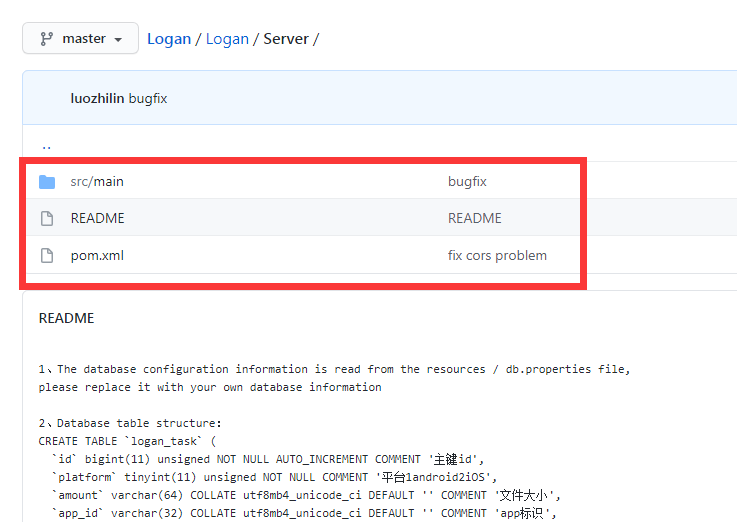 master Logan / Logan / Server /
luozhilin bugfix
..
src/main bugfix
README README
pom.xml fix cors problem
README
1、The database configuration information is read from the resources / db.properties file,
please replace it with your own database information
2、Database table structure:
CREATE TABLE `logan_task` (
`id` bigint(11) unsigned NOT NULL AUTO_INCREMENT COMMENT '主键id',
`platform` tinyint(11) unsigned NOT NULL COMMENT '平台1android2iOS',
`amount` varchar(64) COLLATE utf8mb4_unicode_ci DEFAULT '' COMMENT '文件大小',
`app_id` varchar(32) COLLATE utf8mb4_unicode_ci DEFAULT '' COMMENT 'app标识',